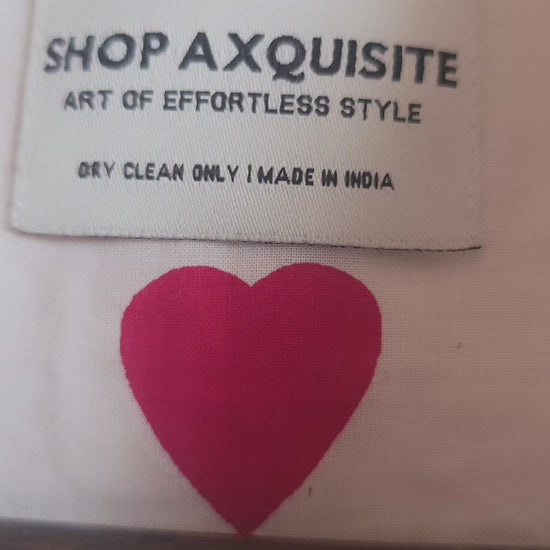 SHOP AXQUISITE
ART OF EFFORTLESS STYLE
DRY CLEAN ONLY | MADE IN INDIA